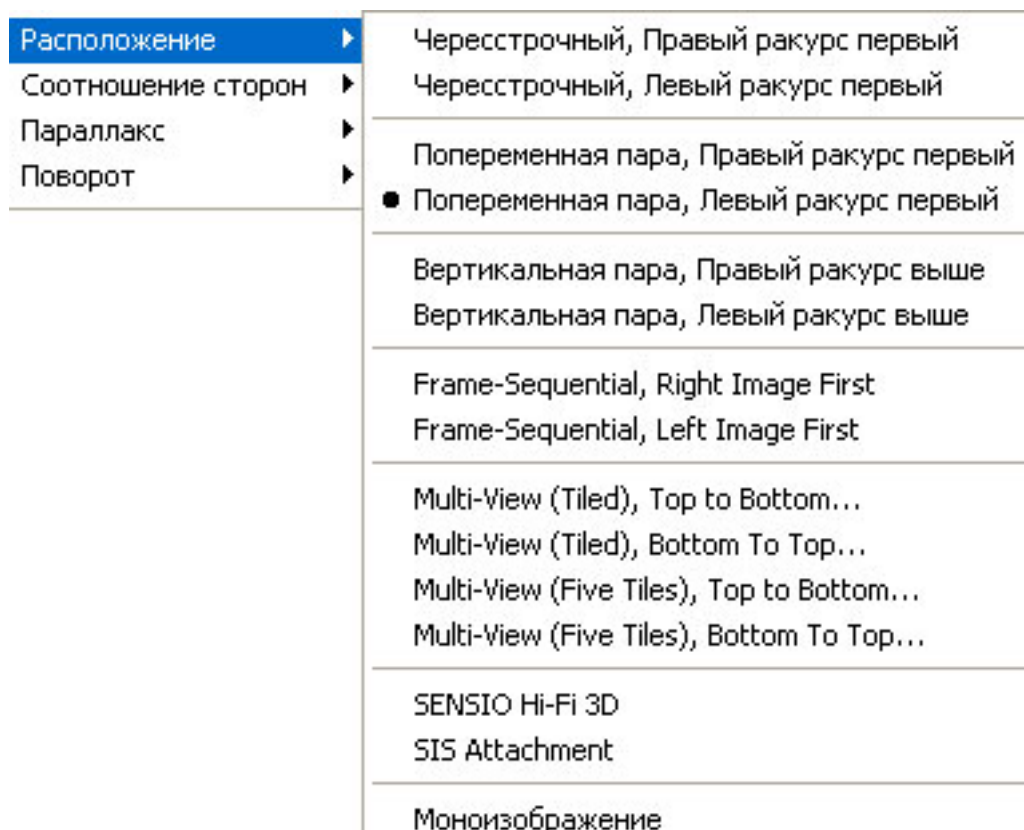 Расположение
Соотношение сторон
Параллакс
Поворот
Чересстрочный, Правый ракурс первый
Чересстрочный, Левый ракурс первый
Попеременная пара, Правый ракурс первый
Попеременная пара, Левый ракурс первый
Вертикальная пара, Правый ракурс выше
Вертикальная пара, Левый ракурс выше
Frame-Sequential, Right Image First
Frame-Sequential, Left Image First
Multi-View (Tiled), Top to Bottom...
Multi-View (Tiled), Bottom To Top...
Multi-View (Five Tiles), Top to Bottom...
Multi-View (Five Tiles), Bottom To Top...
SENSIO Hi-Fi 3D
SIS Attachment
Моноизображение